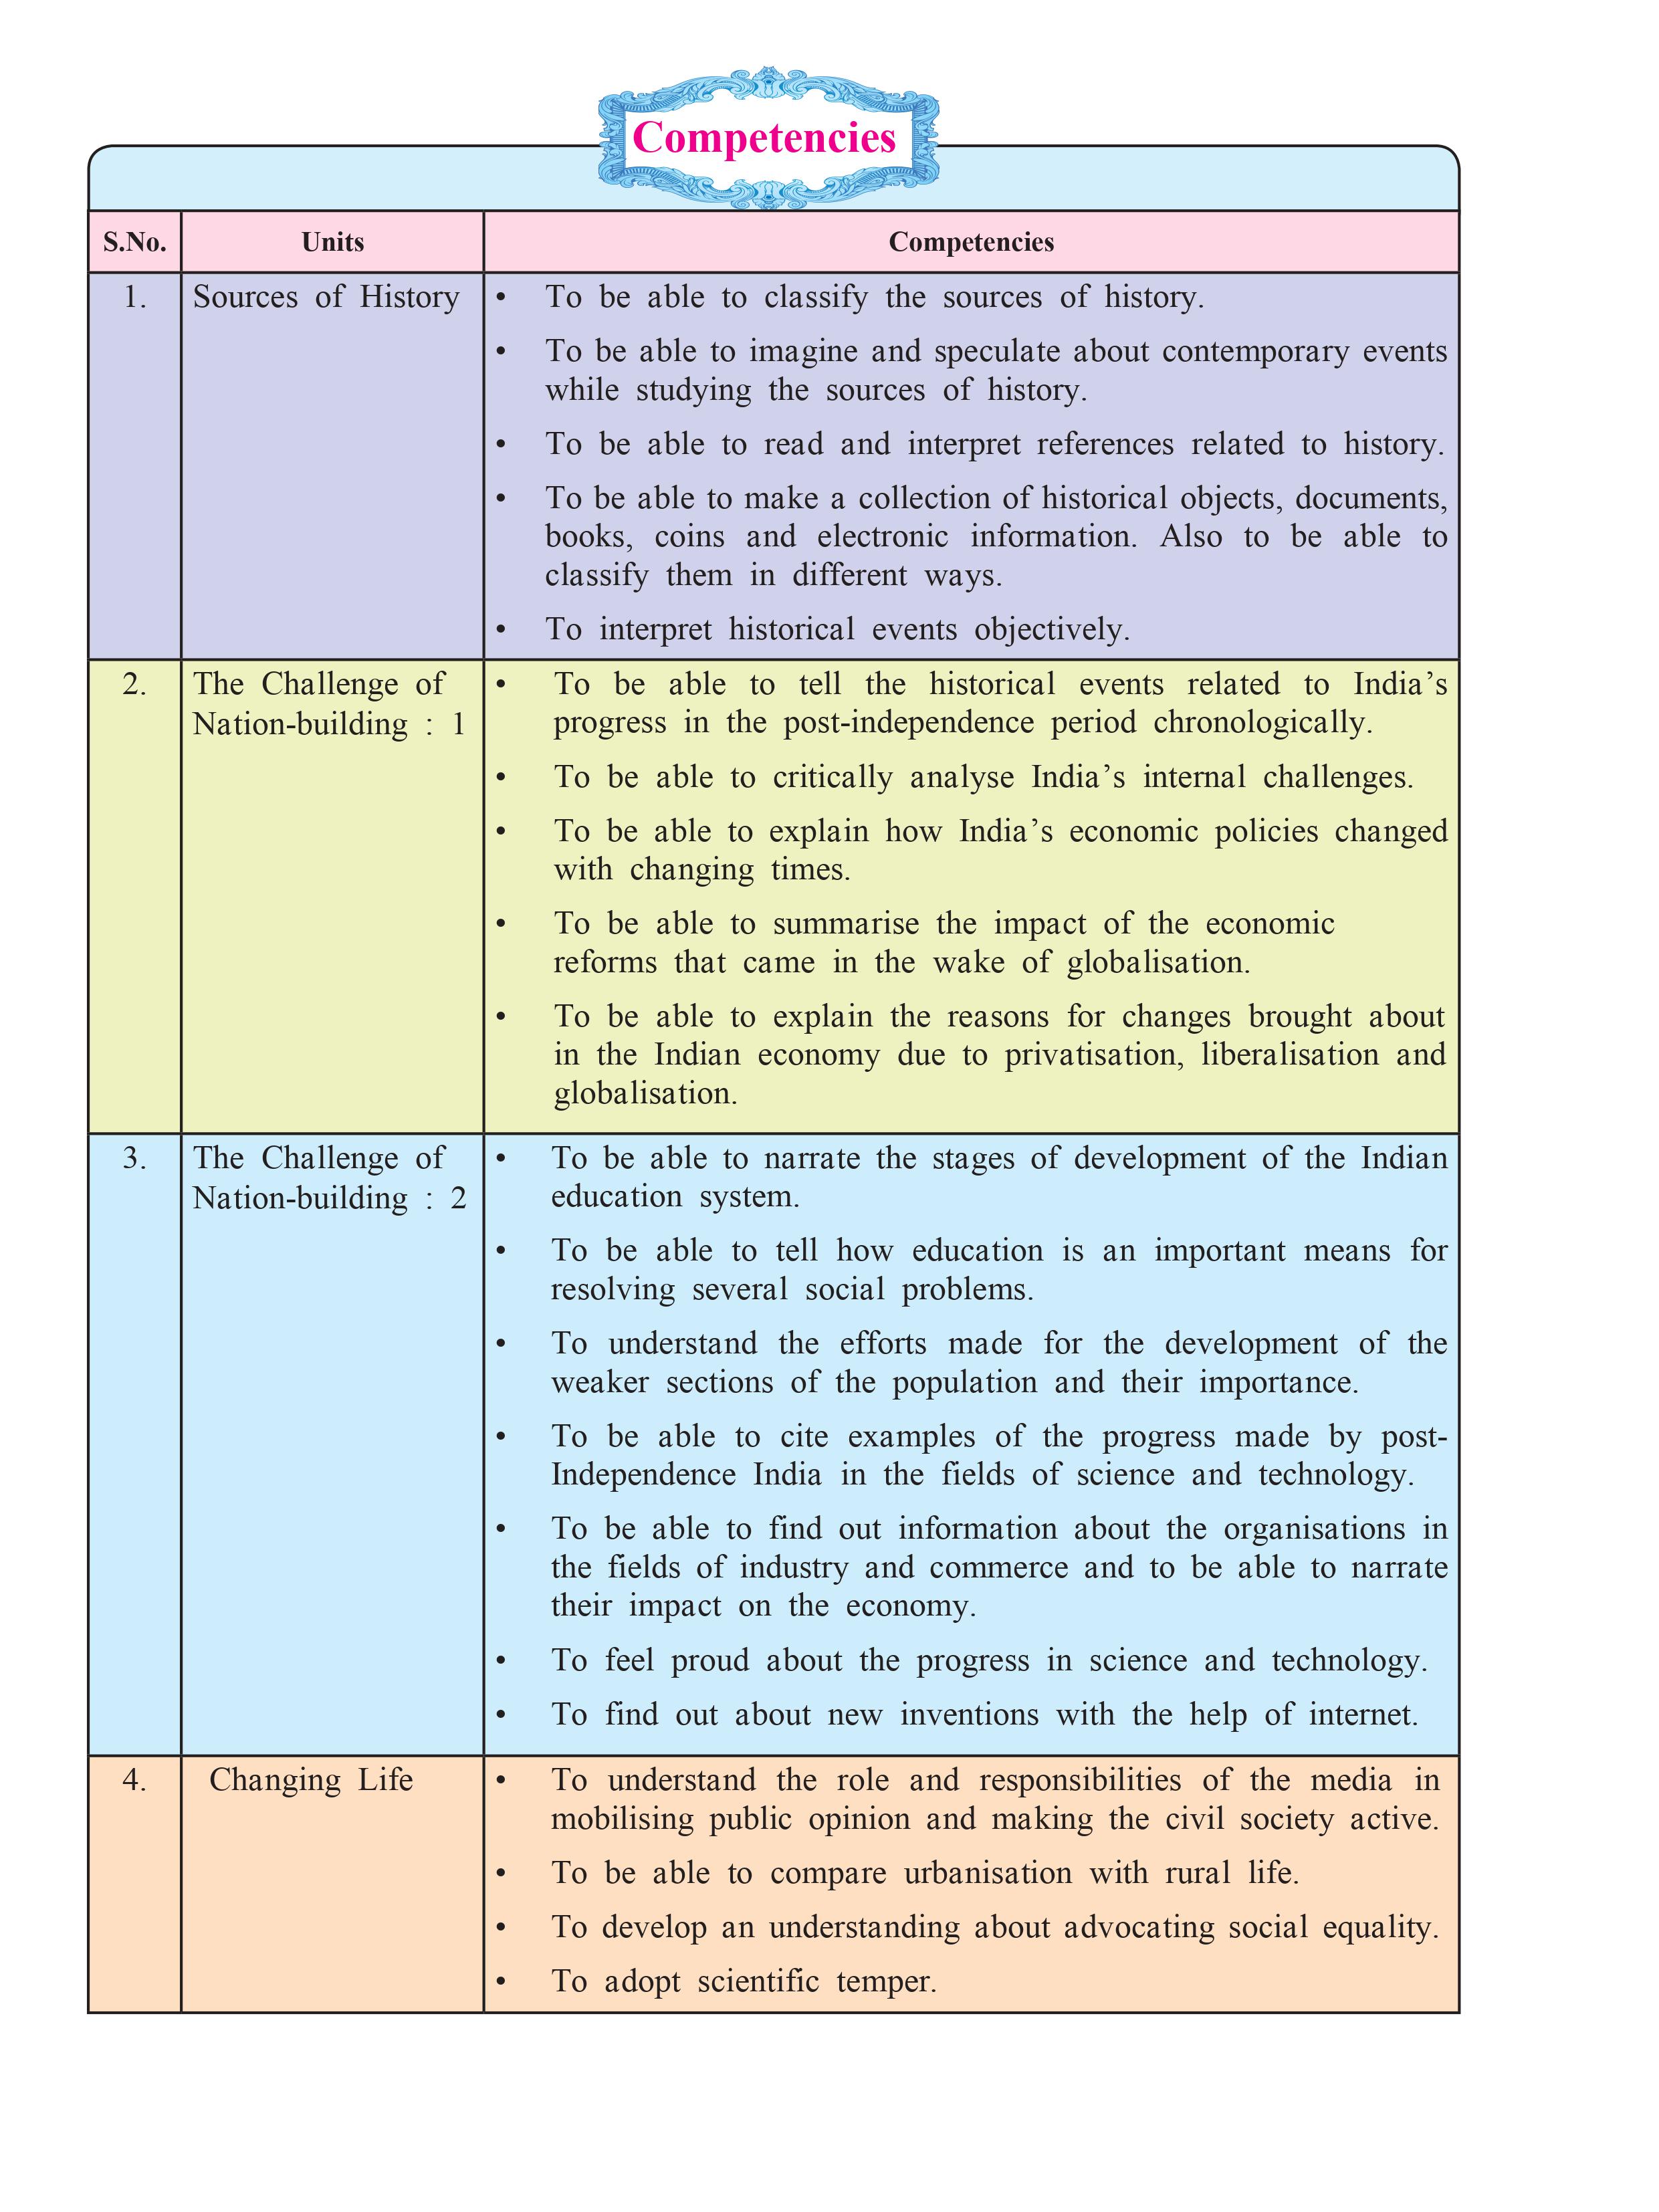 Competencies
S.No. Units Competencies
1. Sources of History • To be able to classify the sources of history.
• To be able to imagine and speculate about contemporary events
while studying the sources of history.
• To be able to read and interpret references related to history.
• To be able to make a collection of historical objects, documents,
books, coins and electronic information. Also to be able to
classify them in different ways.
• To interpret historical events objectively.
2. The Challenge of
Nation-building : 1
• To be able to tell the historical events related to India’s
progress in the post-independence period chronologically.
• To be able to critically analyse India’s internal challenges.
• To be able to explain how India’s economic policies changed
with changing times.
• To be able to summarise the impact of the economic
reforms that came in the wake of globalisation.
• To be able to explain the reasons for changes brought about
in the Indian economy due to privatisation, liberalisation and
globalisation.
3. The Challenge of
Nation-building : 2
• To be able to narrate the stages of development of the Indian
education system.
• To be able to tell how education is an important means for
resolving several social problems.
• To understand the efforts made for the development of the
weaker sections of the population and their importance.
• To be able to cite examples of the progress made by post-
Independence India in the fields of science and technology.
• To be able to find out information about the organisations in
the fields of industry and commerce and to be able to narrate
their impact on the economy.
• To feel proud about the progress in science and technology.
• To find out about new inventions with the help of internet.
4. Changing Life • To understand the role and responsibilities of the media in
mobilising public opinion and making the civil society active.
• To be able to compare urbanisation with rural life.
• To develop an understanding about advocating social equality.
• To adopt scientific temper.